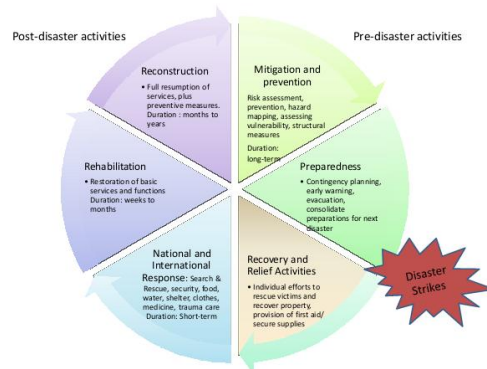 Post-disaster activities
Pre-disaster activities
Reconstruction
• Full resumption of
services, plus
preventive measures.
Duration : months to
years
Mitigation and
prevention
Risk assessment,
prevention, hazard
mapping, assessing
vulnerability, structural
measures
Duration:
long-term
Preparedness
• Contingency planning,
early warning,
evacuation,
consolidate
preparations for next
disaster
Disaster
Strikes
Recovery and
Relief Activities
• Individual efforts to
rescue victims and
recover property,
provision of first aid/
secure supplies
National and
International
Response: Search &
Rescue, security, food,
water, shelter, clothes,
medicine, trauma care
Duration: Short-term
Rehabilitation
• Restoration of basic
services and functions
Duration: weeks to
months